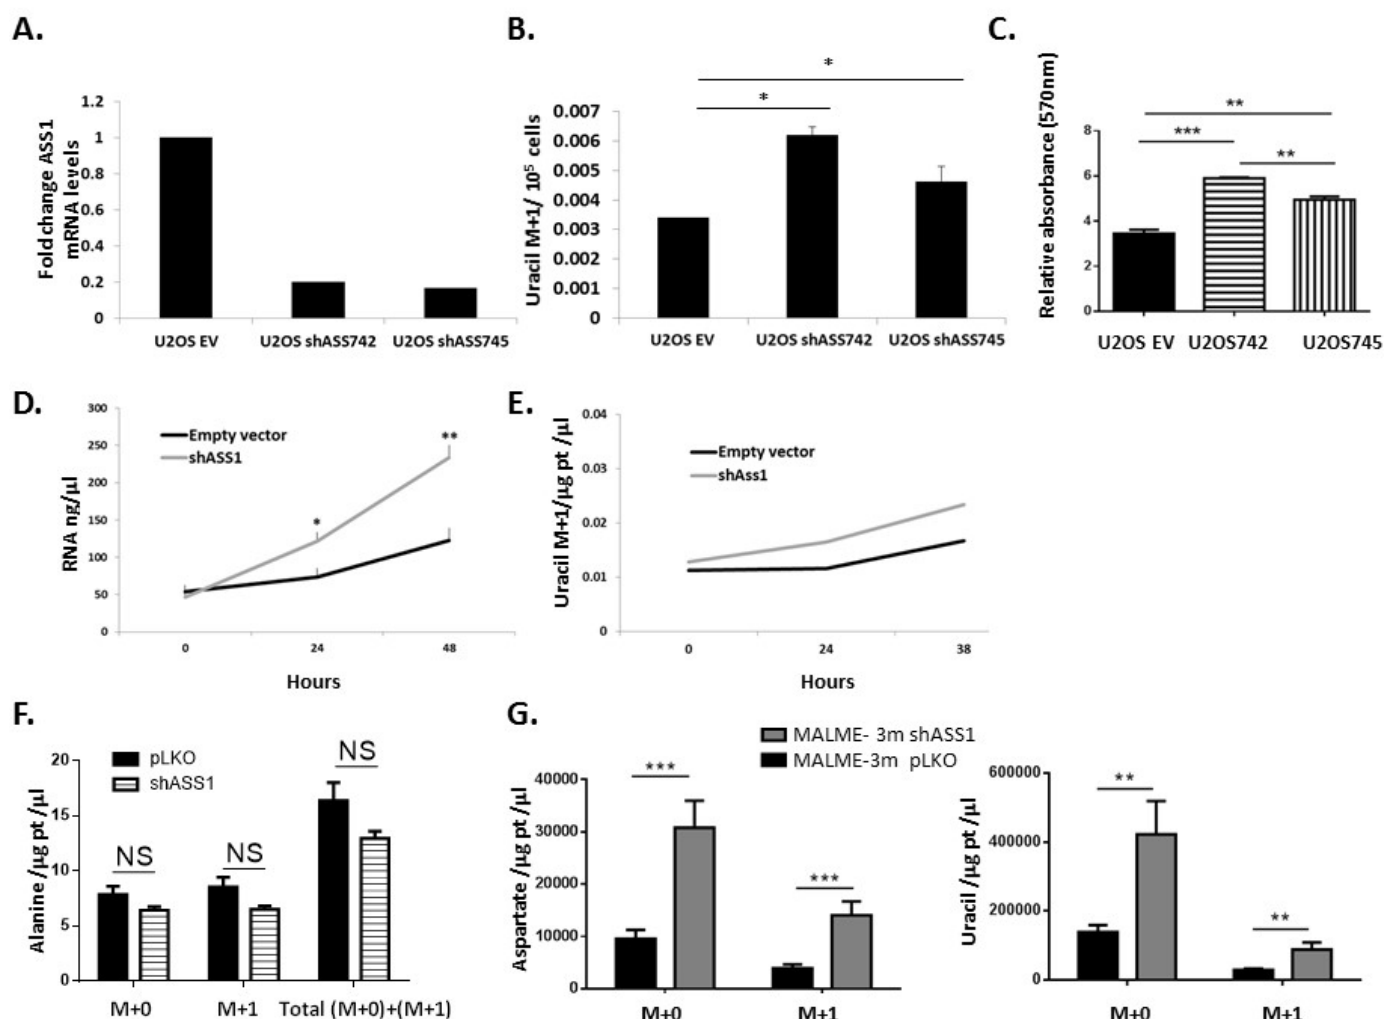 A.
Foldchange ASS1
mRNA levels
1.2
1
0.8
0.6
0.4
0.2
0
U2OS EV
U2OS shASS742
U2OS shASS745
B.
Uracil M+1/ 10⁵ cells
0.007
0.006
0.005
0.004
0.003
0.002
0.001
0
*
*
U2OS EV
U2OS shASS742
U2OS shASS745
C.
Relative absorbance (570nm)
8
6
4
2
0
**
***
**
U2OS EV
U2OS742
U2OS745
D.
RNA ng/µl
300
250
200
150
100
50
0
Empty vector
shASS1
*
**
0
24
48
Hours
E.
Uracil M+1/µg pt /µl
0.04
0.03
0.02
0.01
0
Empty vector
shAss1
0
24
38
Hours
F.
Alanine /µg pt /µl
20
15
10
5
0
pLKO
shASS1
NS
NS
NS
M+0
M+1
Total (M+0)+(M+1)
G.
MALME- 3m shASS1
MALME-3m pLKO
Aspartate /µg pt /µl
40000
30000
20000
10000
0
***
***
M+0
M+1
Uracil /µg pt /µl
600000
400000
200000
0
**
**
M+0
M+1